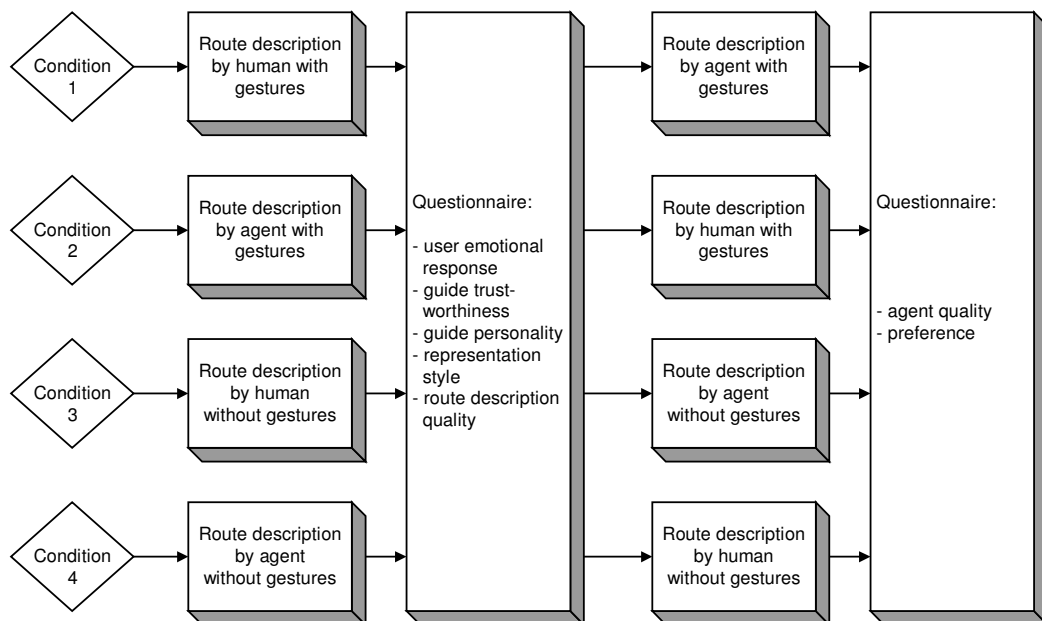 Condition
1
Route description
by human with
gestures
Route description
by agent with
gestures
Condition
2
Route description
by agent with
gestures
Questionnaire:
- user emotional
response
- guide trust-
worthiness
- guide personality
- representation
style
- route description
quality
Route description
by human with
gestures
Questionnaire:
- agent quality
- preference
Condition
3
Route description
by human
without gestures
Route description
by agent
without gestures
Condition
4
Route description
by agent
without gestures
Route description
by human
without gestures